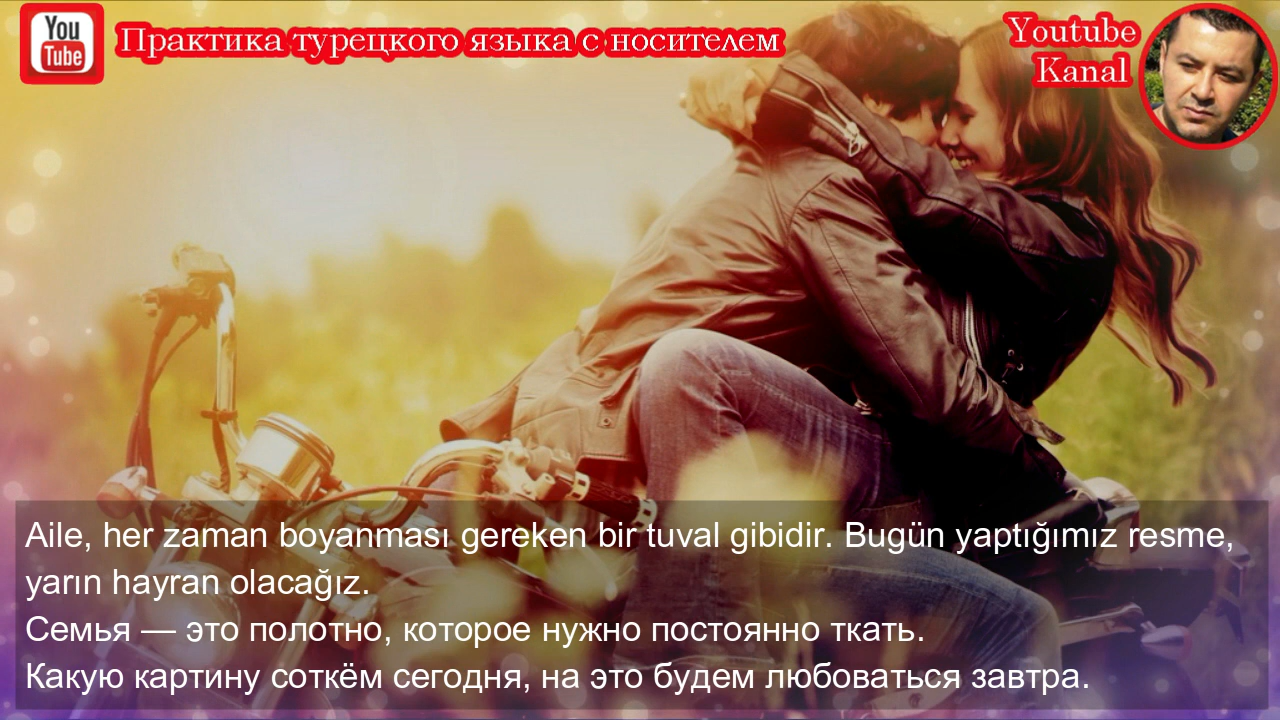 You
Tube
Практика турецкого языка с носителем
Youtube
Kanal
Aile, her zaman boyanması gereken bir tuval gibidir. Bugün yaptığımız resme,
yarın hayran olacağız.
Семья — это полотно, которое нужно постоянно ткать.
Какую картину соткём сегодня, на это будем любоваться завтра.